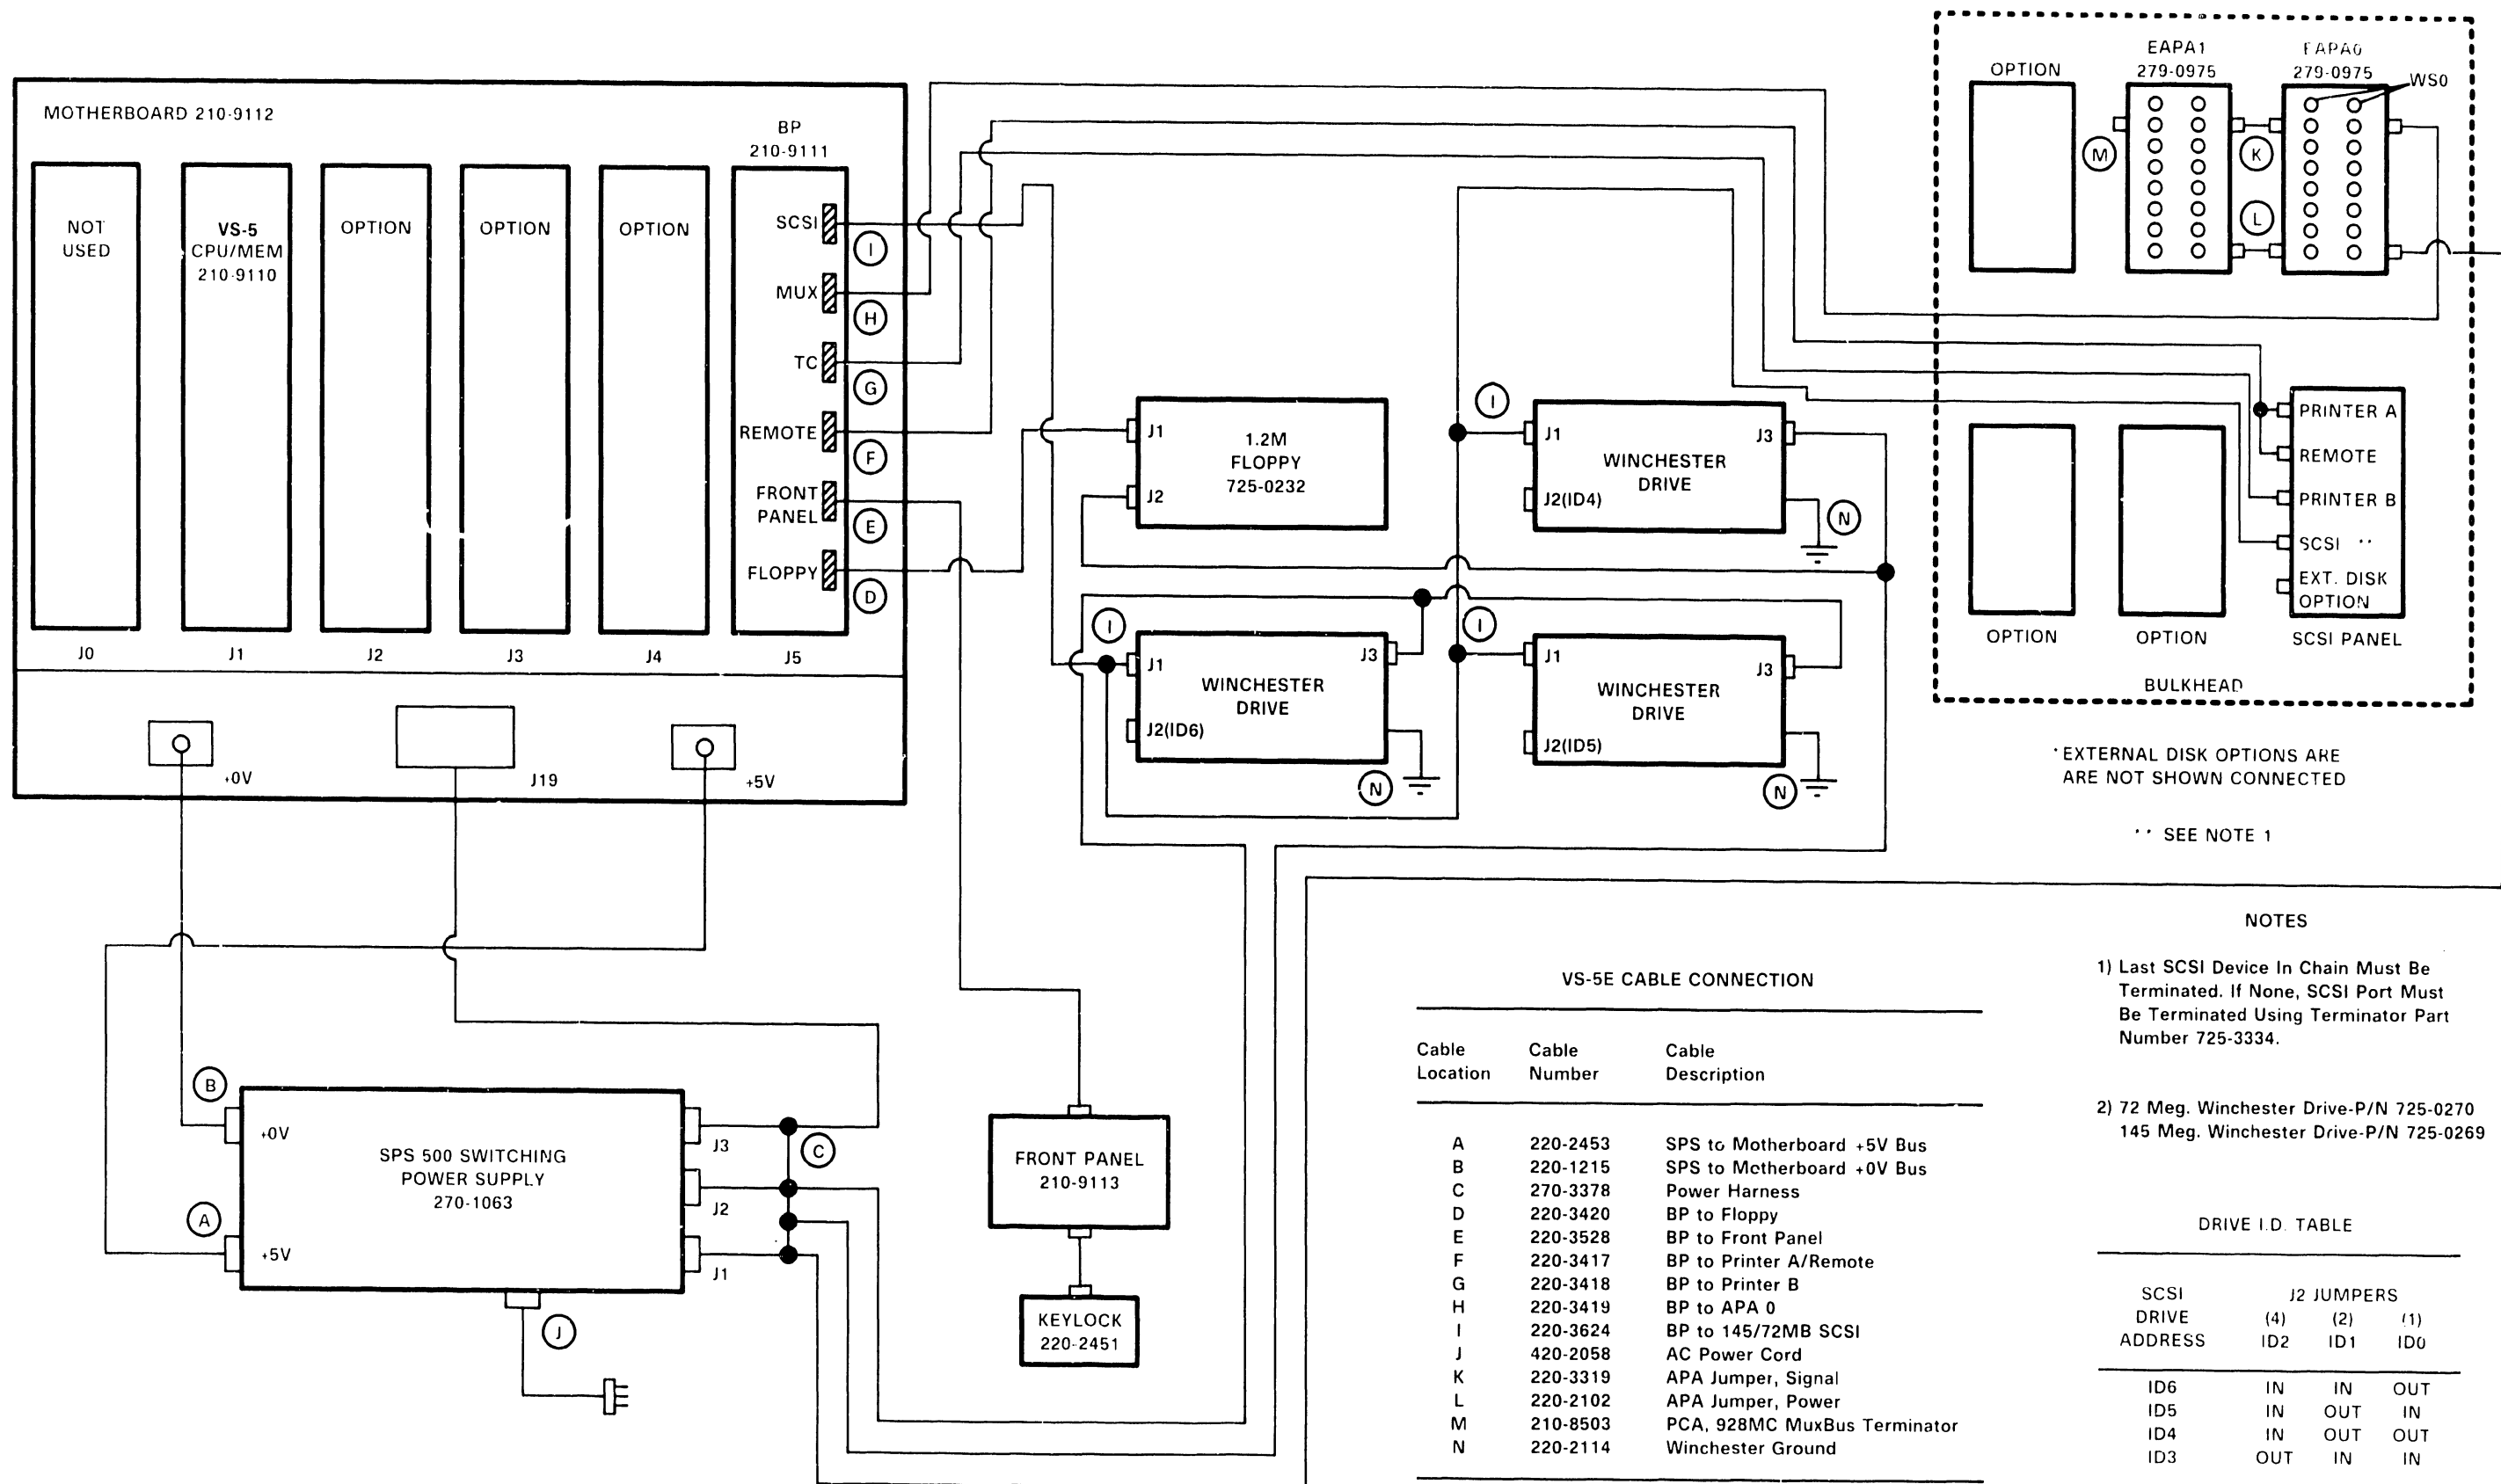 MOTHERBOARD 210-9112
BP
210-9111
NOT
USED
VS-5
CPU/MEM
210-9110
OPTION
OPTION
OPTION
SCSI
I
MUX
H
TC
G
REMOTE
F
FRONT
PANEL
E
FLOPPY
D
J0
J1
J2
J3
J4
J5
+0V
J19
+5V
OPTION
EAPA1
279-0975
EAPA0
279-0975
WS0
M
K
L
PRINTER A
REMOTE
PRINTER B
SCSI **
EXT. DISK
OPTION
OPTION
OPTION
SCSI PANEL
BULKHEAD
J1
1.2M
FLOPPY
725-0232
J2
I
J1
J3
WINCHESTER
DRIVE
J2(ID4)
N
I
J1
J3
WINCHESTER
DRIVE
J2(ID6)
N
I
J1
J3
WINCHESTER
DRIVE
J2(ID5)
N
*EXTERNAL DISK OPTIONS ARE
ARE NOT SHOWN CONNECTED
** SEE NOTE 1
B
+0V
SPS 500 SWITCHING
POWER SUPPLY
270-1063
A
+5V
J3
J2
J1
C
J
FRONT PANEL
210-9113
KEYLOCK
220-2451
VS-5E CABLE CONNECTION
Cable Location Cable Number Cable Description
A 220-2453 SPS to Motherboard +5V Bus
B 220-1215 SPS to Motherboard +0V Bus
C 270-3378 Power Harness
D 220-3420 BP to Floppy
E 220-3528 BP to Front Panel
F 220-3417 BP to Printer A/Remote
G 220-3418 BP to Printer B
H 220-3419 BP to APA 0
I 220-3624 BP to 145/72MB SCSI
J 420-2058 AC Power Cord
K 220-3319 APA Jumper, Signal
L 220-2102 APA Jumper, Power
M 210-8503 PCA, 928MC MuxBus Terminator
N 220-2114 Winchester Ground
NOTES
1) Last SCSI Device In Chain Must Be
Terminated. If None, SCSI Port Must
Be Terminated Using Terminator Part
Number 725-3334.
2) 72 Meg. Winchester Drive-P/N 725-0270
145 Meg. Winchester Drive-P/N 725-0269
DRIVE I.D. TABLE
SCSI J2 JUMPERS
DRIVE (4) (2) (1)
ADDRESS ID2 ID1 ID0
ID6 IN IN OUT
ID5 IN OUT IN
ID4 IN OUT OUT
ID3 OUT IN IN